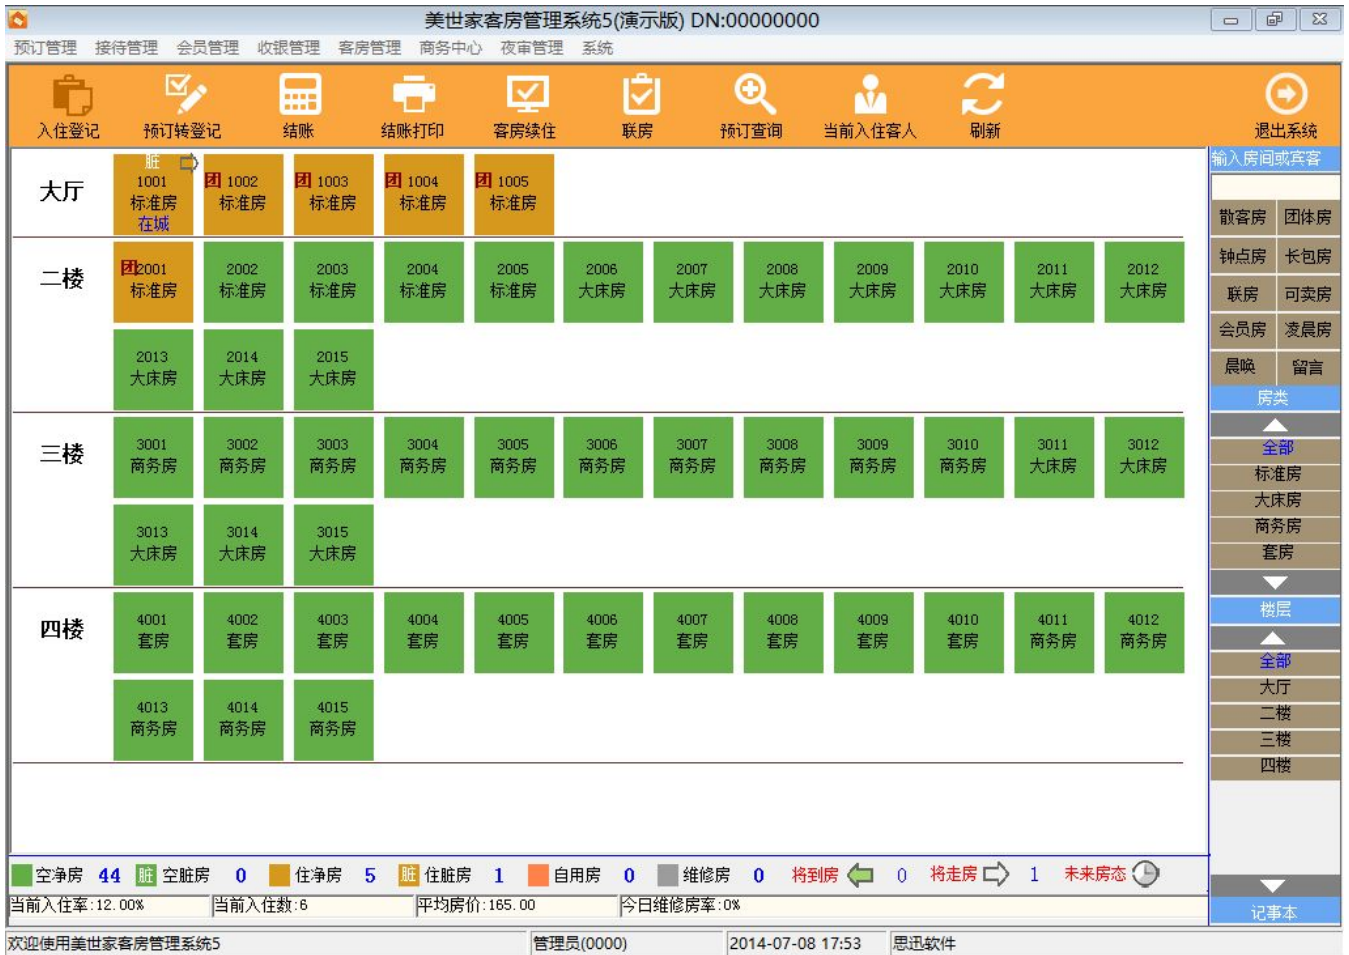 美世家客房管理系统5(演示版) DN:00000000
预订管理 接待管理 会员管理 收银管理 客房管理 商务中心 夜审管理 系统
入住登记 预订转登记 结账 结账打印 客房续住 联房 预订查询 当前入住客人 刷新 退出系统
大厅
脏 1001 标准房 在城
团 1002 标准房
团 1003 标准房
团 1004 标准房
团 1005 标准房
二楼
团 2001 标准房
2002 标准房
2003 标准房
2004 标准房
2005 标准房
2006 大床房
2007 大床房
2008 大床房
2009 大床房
2010 大床房
2011 大床房
2012 大床房
2013 大床房
2014 大床房
2015 大床房
三楼
3001 商务房
3002 商务房
3003 商务房
3004 商务房
3005 商务房
3006 商务房
3007 商务房
3008 商务房
3009 商务房
3010 商务房
3011 大床房
3012 大床房
3013 大床房
3014 大床房
3015 大床房
四楼
4001 套房
4002 套房
4003 套房
4004 套房
4005 套房
4006 套房
4007 套房
4008 套房
4009 套房
4010 套房
4011 商务房
4012 商务房
4013 商务房
4014 商务房
4015 商务房
输入房间或宾客
散客房 团体房
钟点房 长包房
联房 可卖房
会员房 凌晨房
晨唤 留言
房类
全部
标准房
大床房
商务房
套房
楼层
全部
大厅
二楼
三楼
四楼
记事本
空净房 44 脏 空脏房 0 住净房 5 脏 住脏房 1 自用房 0 维修房 0 将到房 0 将走房 1 未来房态
当前入住率:12.00% 当前入住数:6 平均房价:165.00 今日维修房率:0%
欢迎使用美世家客房管理系统5 管理员(0000) 2014-07-08 17:53 思迅软件